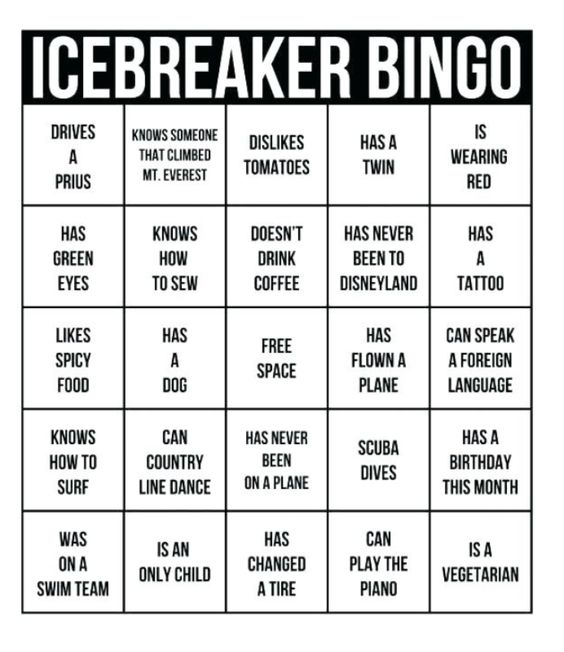 ICEBREAKER BINGO
DRIVES
A
PRIUS
KNOWS SOMEONE
THAT CLIMBED
MT. EVEREST
DISLIKES
TOMATOES
HAS A
TWIN
IS
WEARING
RED
HAS
GREEN
EYES
KNOWS
HOW
TO SEW
DOESN'T
DRINK
COFFEE
HAS NEVER
BEEN TO
DISNEYLAND
HAS
A
TATTOO
LIKES
SPICY
FOOD
HAS
A
DOG
FREE
SPACE
HAS
FLOWN A
PLANE
CAN SPEAK
A FOREIGN
LANGUAGE
KNOWS
HOW TO
SURF
CAN
COUNTRY
LINE DANCE
HAS NEVER
BEEN
ON A PLANE
SCUBA
DIVES
HAS A
BIRTHDAY
THIS MONTH
WAS
ON A
SWIM TEAM
IS AN
ONLY CHILD
HAS
CHANGED
A TIRE
CAN
PLAY THE
PIANO
IS A
VEGETARIAN